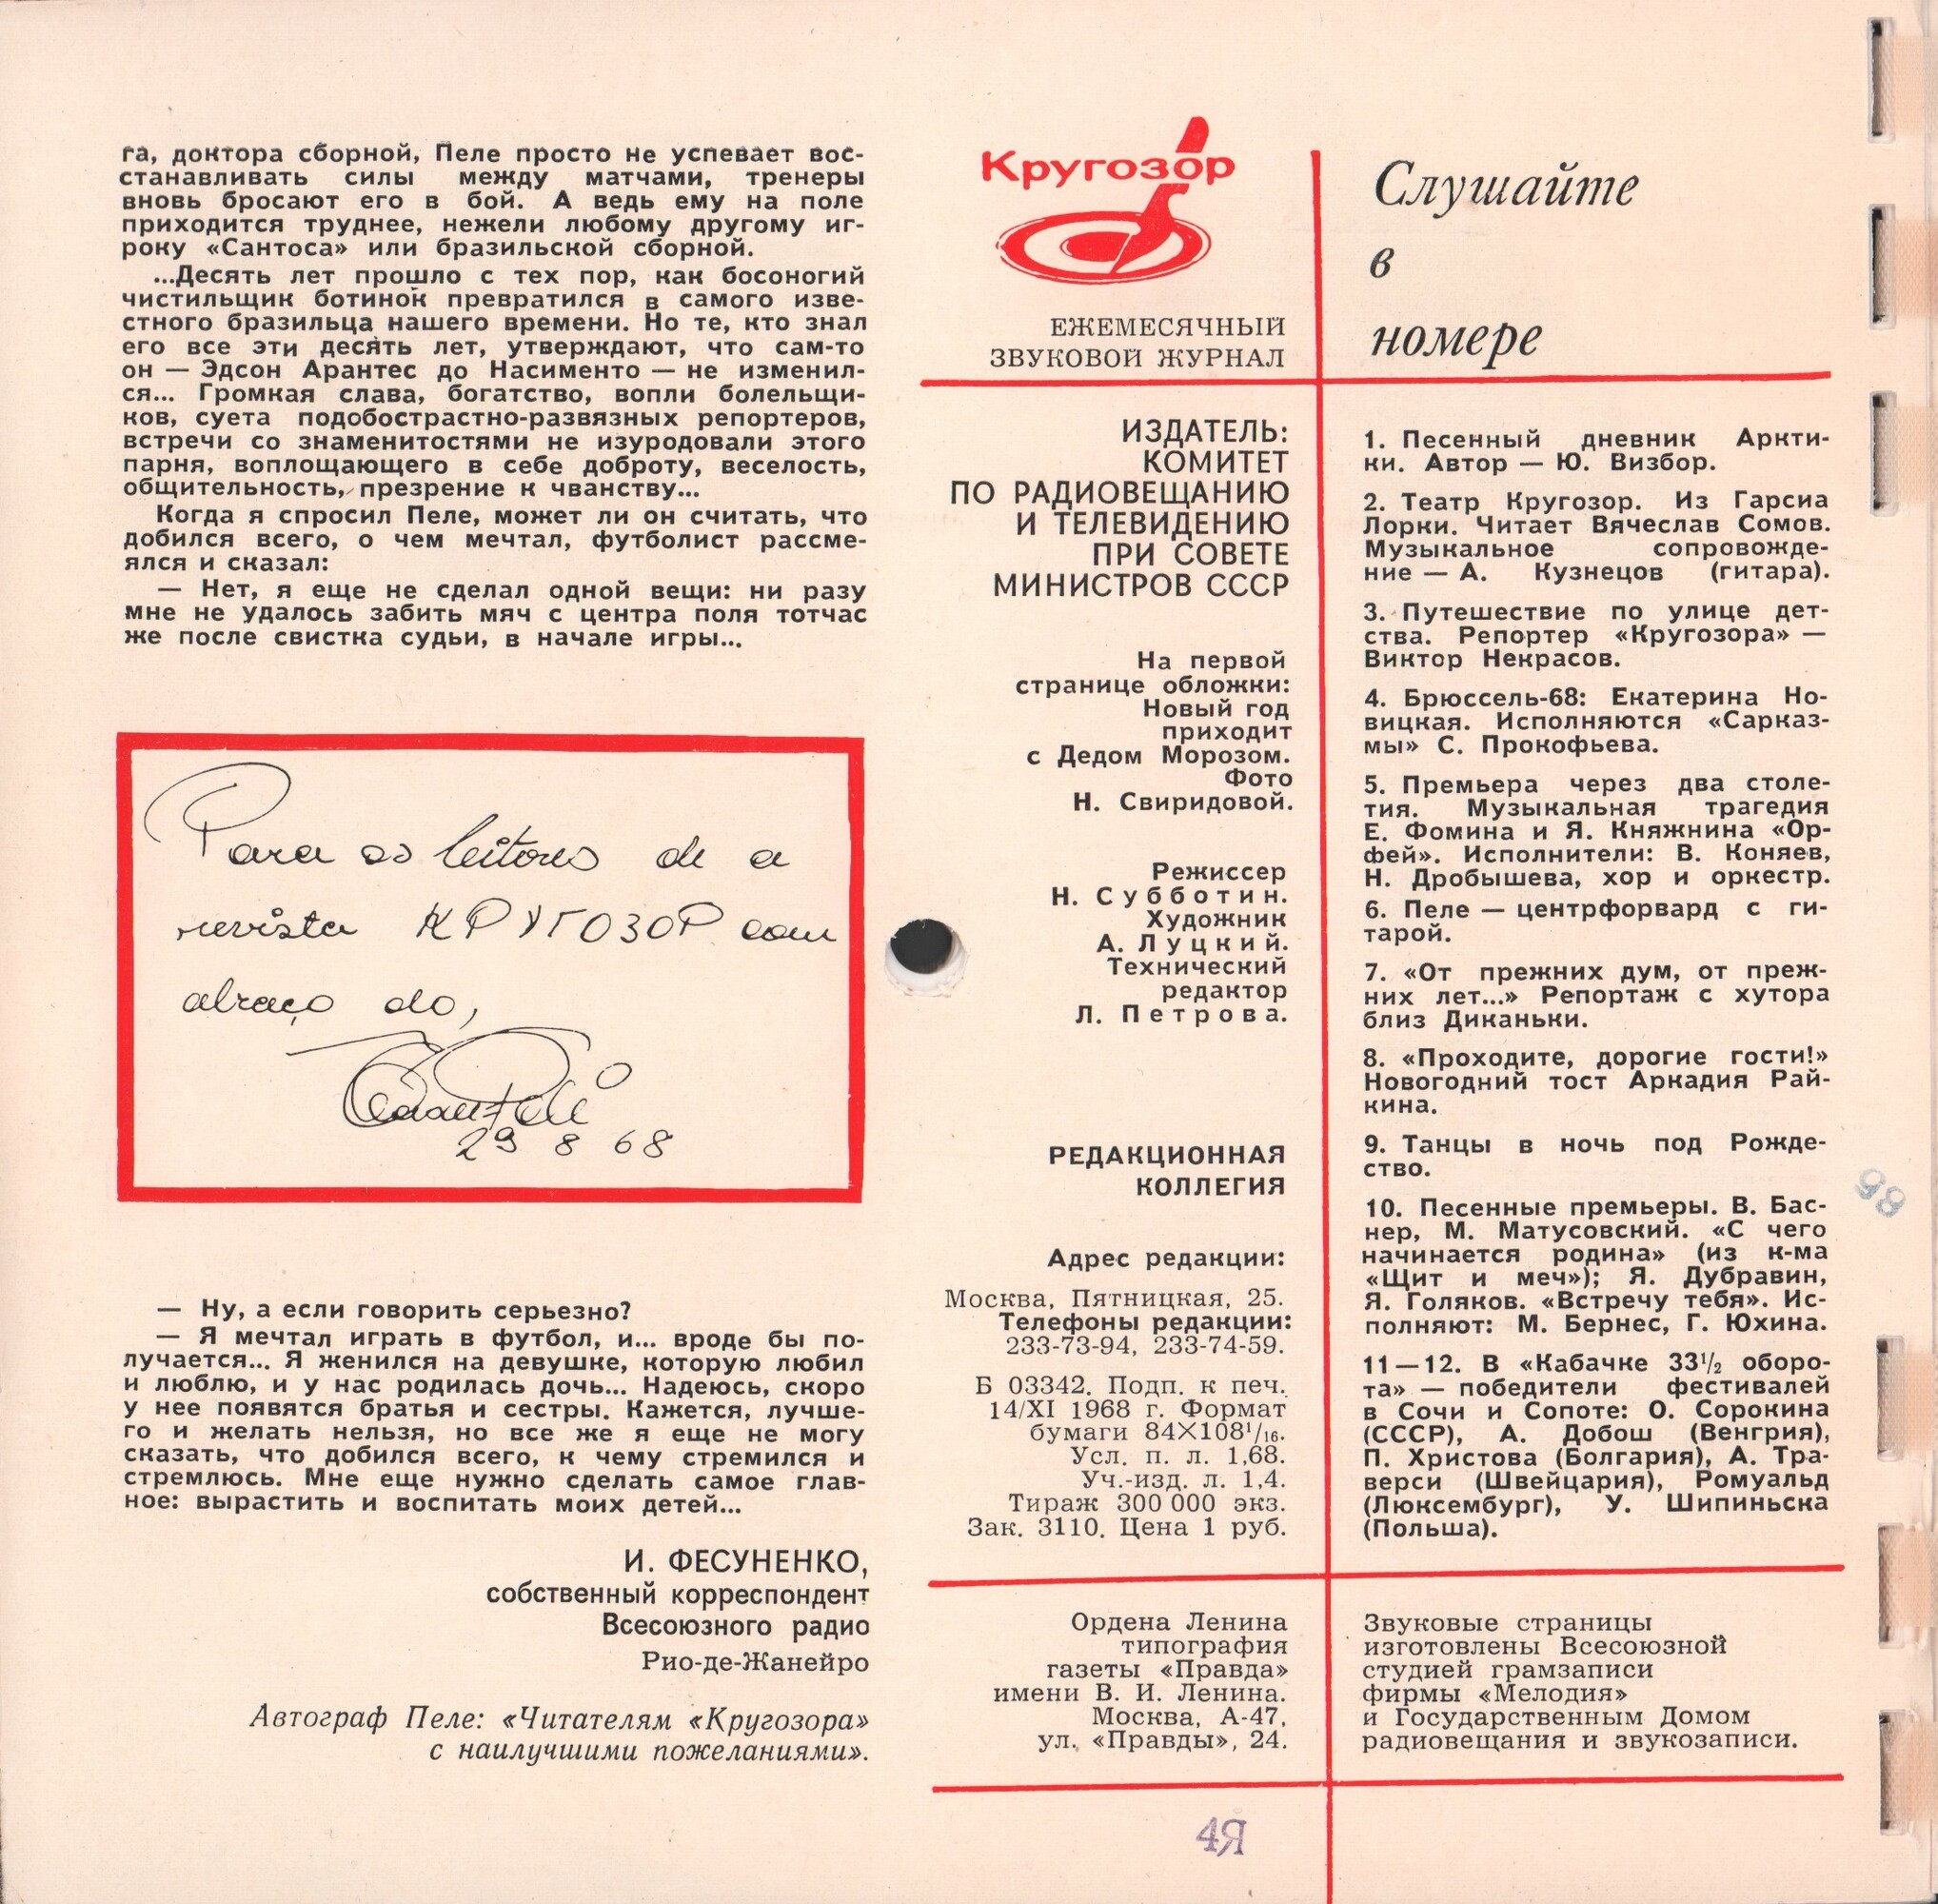 га, доктора сборной, Пеле просто не успевает вос-
станавливать силы между матчами, тренеры
вновь бросают его в бой. А ведь ему на поле
приходится труднее, нежели любому другому иг-
року «Сантоса» или бразильской сборной.
...Десять лет прошло с тех пор, как босоногий
чистильщик ботинок превратился в самого изве-
стного бразильца нашего времени. Но те, кто знал
его все эти десять лет, утверждают, что сам-то
он — Эдсон Арантес до Насименто — не изменил-
ся... Громкая слава, богатство, вопли болельщи-
ков, суета подобострастно-развязных репортеров,
встречи со знаменитостями не изуродовали этого
парня, воплощающего в себе доброту, веселость,
общительность, презрение к чванству...
Когда я спросил Пеле, может ли он считать, что
добился всего, о чем мечтал, футболист рассме-
ялся и сказал:
— Нет, я еще не сделал одной вещи: ни разу
мне не удалось забить мяч с центра поля тотчас
же после свистка судьи, в начале игры...
Para os leitores de a
revista КРУГОЗОР com
abraço do,
Edson Pelé
29 8 68
— Ну, а если говорить серьезно?
— Я мечтал играть в футбол, и... вроде бы по-
лучается... Я женился на девушке, которую любил
и люблю, и у нас родилась дочь... Надеюсь, скоро
у нее появятся братья и сестры. Кажется, лучше-
го и желать нельзя, но все же я еще не могу
сказать, что добился всего, к чему стремился и
стремлюсь. Мне еще нужно сделать самое глав-
ное: вырастить и воспитать моих детей...
И. ФЕСУНЕНКО,
собственный корреспондент
Всесоюзного радио
Рио-де-Жанейро
Автограф Пеле: «Читателям «Кругозора»
с наилучшими пожеланиями».
Кругозор
ЕЖЕМЕСЯЧНЫЙ
ЗВУКОВОЙ ЖУРНАЛ
ИЗДАТЕЛЬ:
КОМИТЕТ
ПО РАДИОВЕЩАНИЮ
И ТЕЛЕВИДЕНИЮ
ПРИ СОВЕТЕ
МИНИСТРОВ СССР
На первой
странице обложки:
Новый год
приходит
с Дедом Морозом.
Фото
Н. Свиридовой.
Режиссер
Н. Субботин.
Художник
А. Луцкий.
Технический
редактор
Л. Петрова.
РЕДАКЦИОННАЯ
КОЛЛЕГИЯ
Адрес редакции:
Москва, Пятницкая, 25.
Телефоны редакции:
233-73-94, 233-74-59.
Б 03342. Подп. к печ.
14/XI 1968 г. Формат
бумаги 84X108¹/₁₆.
Усл. п. л. 1,68.
Уч.-изд. л. 1,4.
Тираж 300 000 экз.
Зак. 3110. Цена 1 руб.
Ордена Ленина
типография
газеты «Правда»
имени В. И. Ленина.
Москва, А-47,
ул. «Правды», 24.
4Я
Слушайте
в
номере
1. Песенный дневник Аркти-
ки. Автор — Ю. Визбор.
2. Театр Кругозор. Из Гарсиа
Лорки. Читает Вячеслав Сомов.
Музыкальное сопровожде-
ние — А. Кузнецов (гитара).
3. Путешествие по улице дет-
ства. Репортер «Кругозора» —
Виктор Некрасов.
4. Брюссель-68: Екатерина Но-
вицкая. Исполняются «Сарказ-
мы» С. Прокофьева.
5. Премьера через два столе-
тия. Музыкальная трагедия
Е. Фомина и Я. Княжнина «Ор-
фей». Исполнители: В. Коняев,
Н. Дробышева, хор и оркестр.
6. Пеле — центрфорвард с ги-
тарой.
7. «От прежних дум, от преж-
них лет...» Репортаж с хутора
близ Диканьки.
8. «Проходите, дорогие гости!»
Новогодний тост Аркадия Рай-
кина.
9. Танцы в ночь под Рожде-
ство.
10. Песенные премьеры. В. Бас-
нер, М. Матусовский. «С чего
начинается родина» (из к-ма
«Щит и меч»); Я. Дубравин,
Я. Голяков. «Встречу тебя». Ис-
полняют: М. Бернес, Г. Юхина.
11—12. В «Кабачке 33¹/₂ оборо-
та» — победители фестивалей
в Сочи и Сопоте: О. Сорокина
(СССР), А. Добош (Венгрия),
П. Христова (Болгария), А. Тра-
верси (Швейцария), Ромуальд
(Люксембург), У. Шипиньска
(Польша).
Звуковые страницы
изготовлены Всесоюзной
студией грамзаписи
фирмы «Мелодия»
и Государственным Домом
радиовещания и звукозаписи.